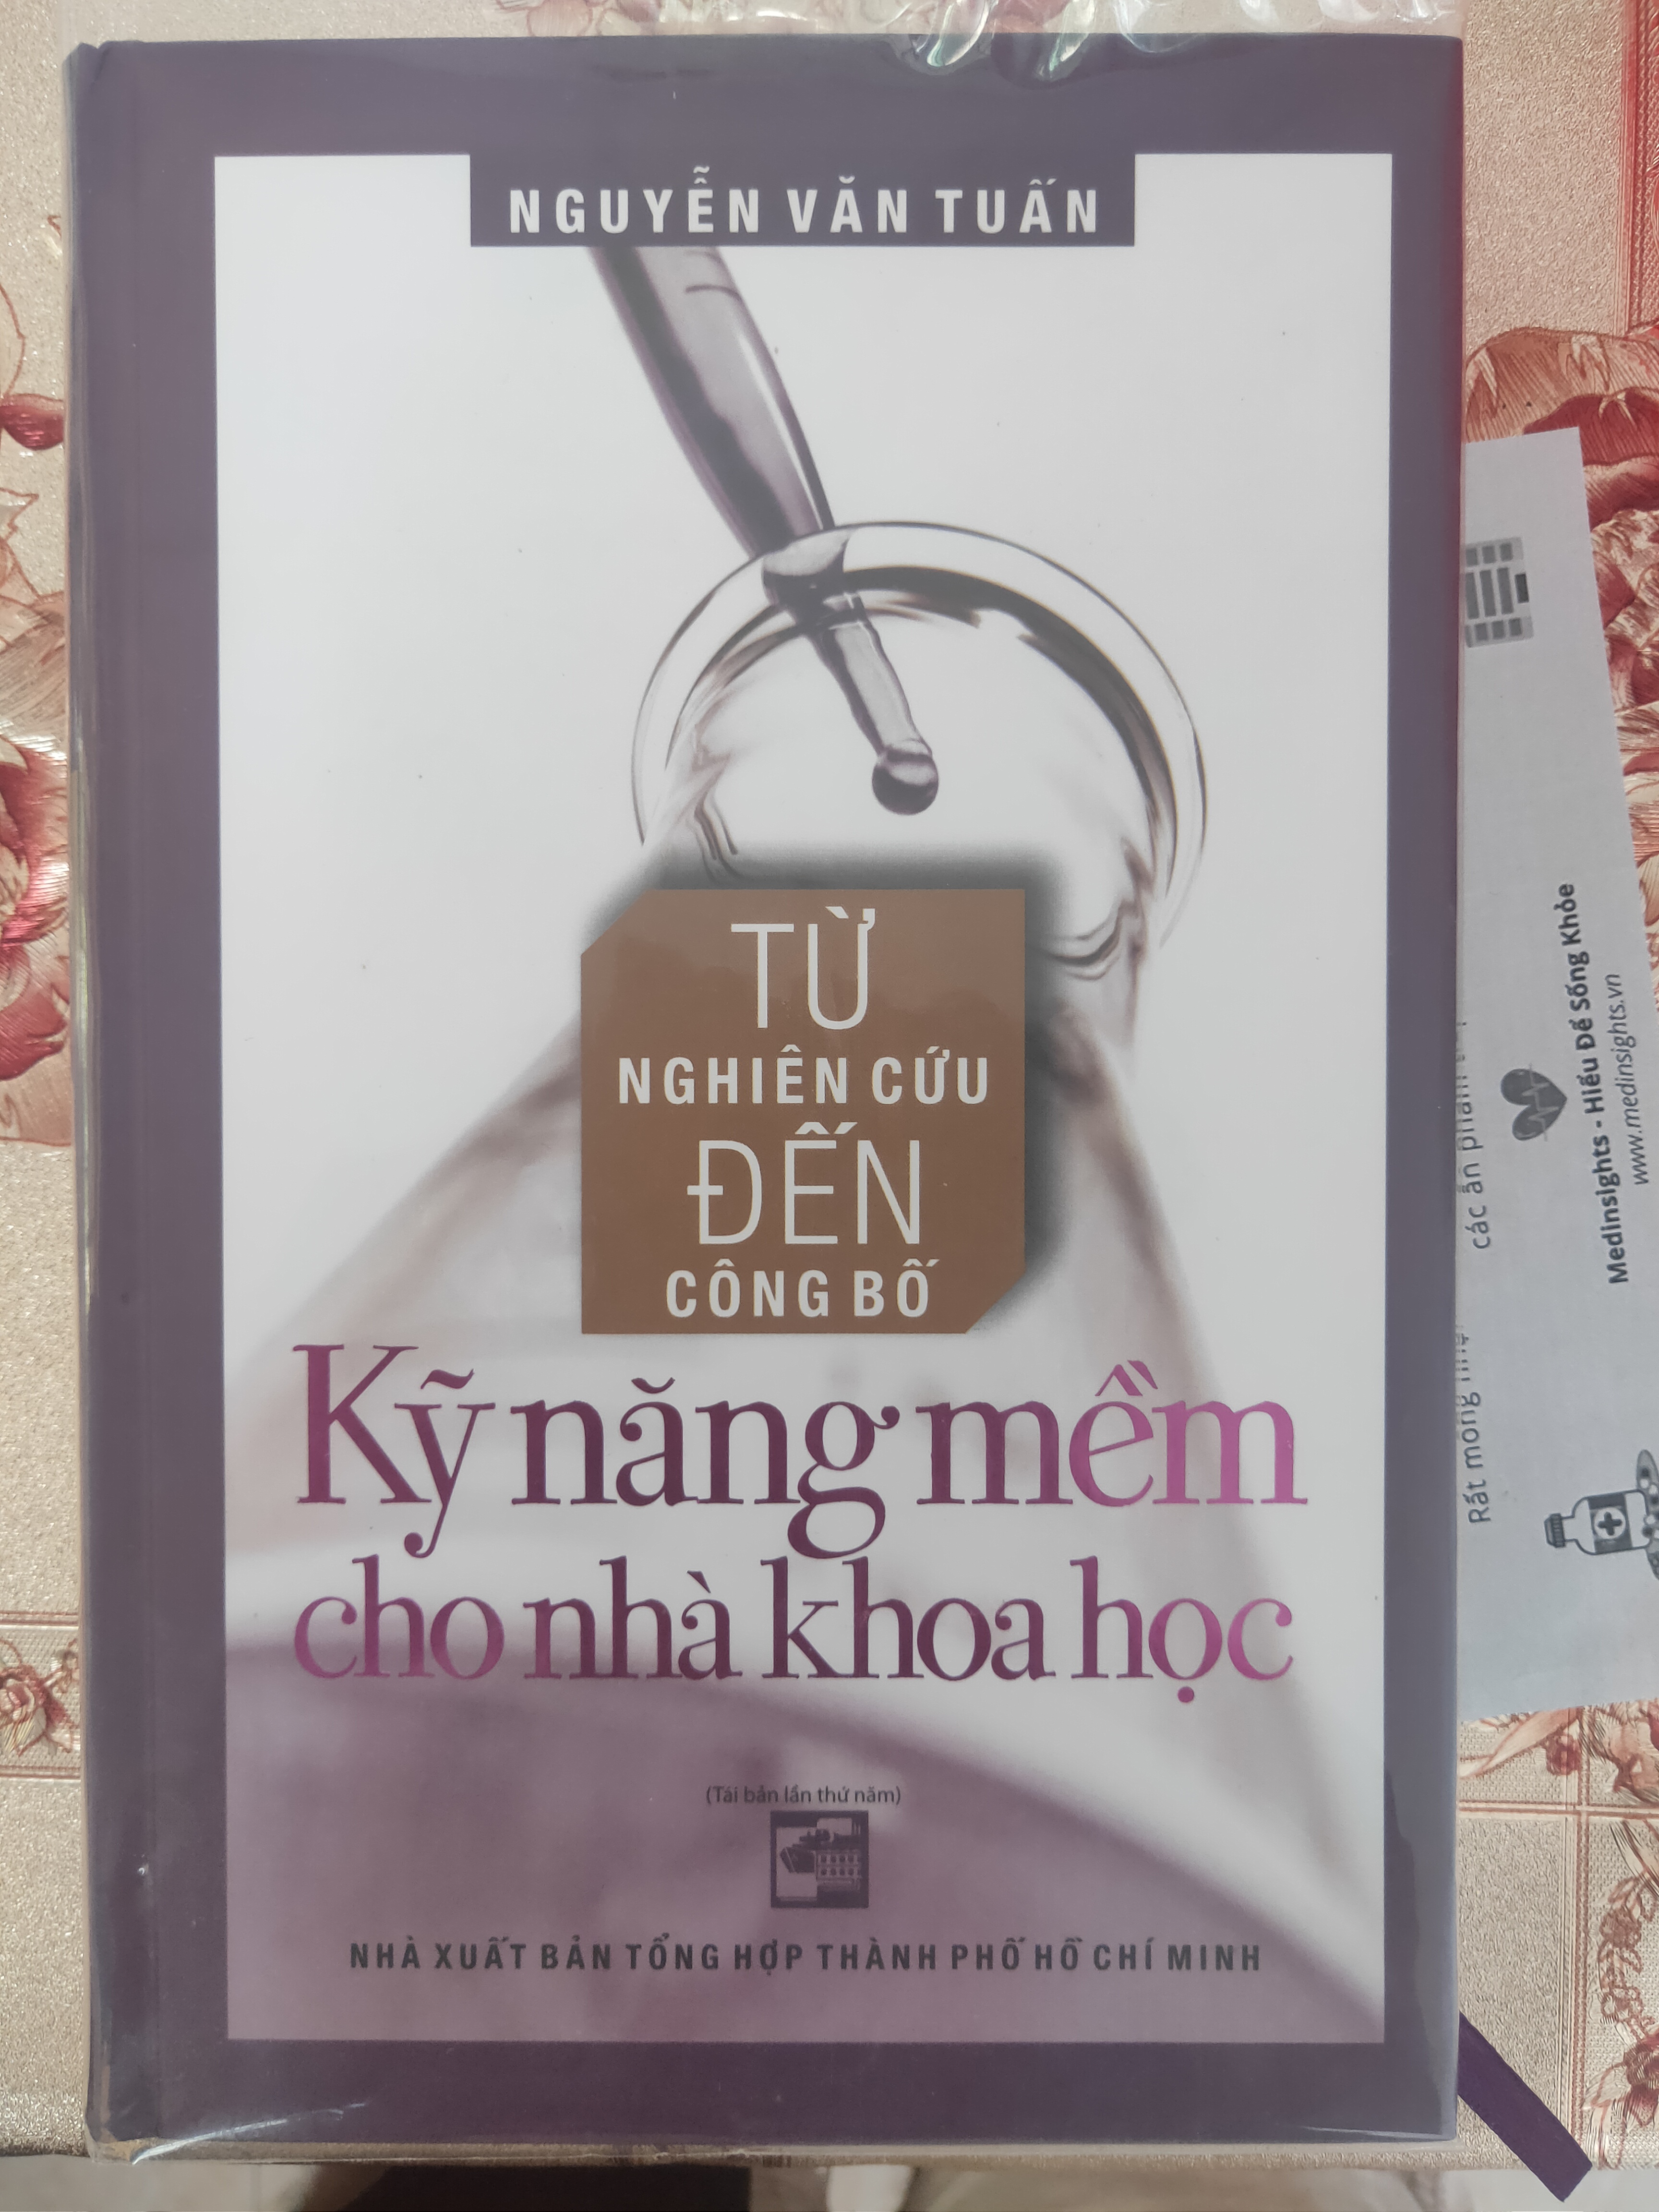 NGUYỄN VĂN TUẤN
TỪ
NGHIÊN CỨU
ĐẾN
CÔNG BỐ
Kỹ năng mềm
cho nhà khoa học
(Tái bản lần thứ năm)
NHÀ XUẤT BẢN TỔNG HỢP THÀNH PHỐ HỒ CHÍ MINH
Rất mong
các ấn phẩm
Medinsights - Hiểu Để Sống Khỏe
www.medinsights.vn